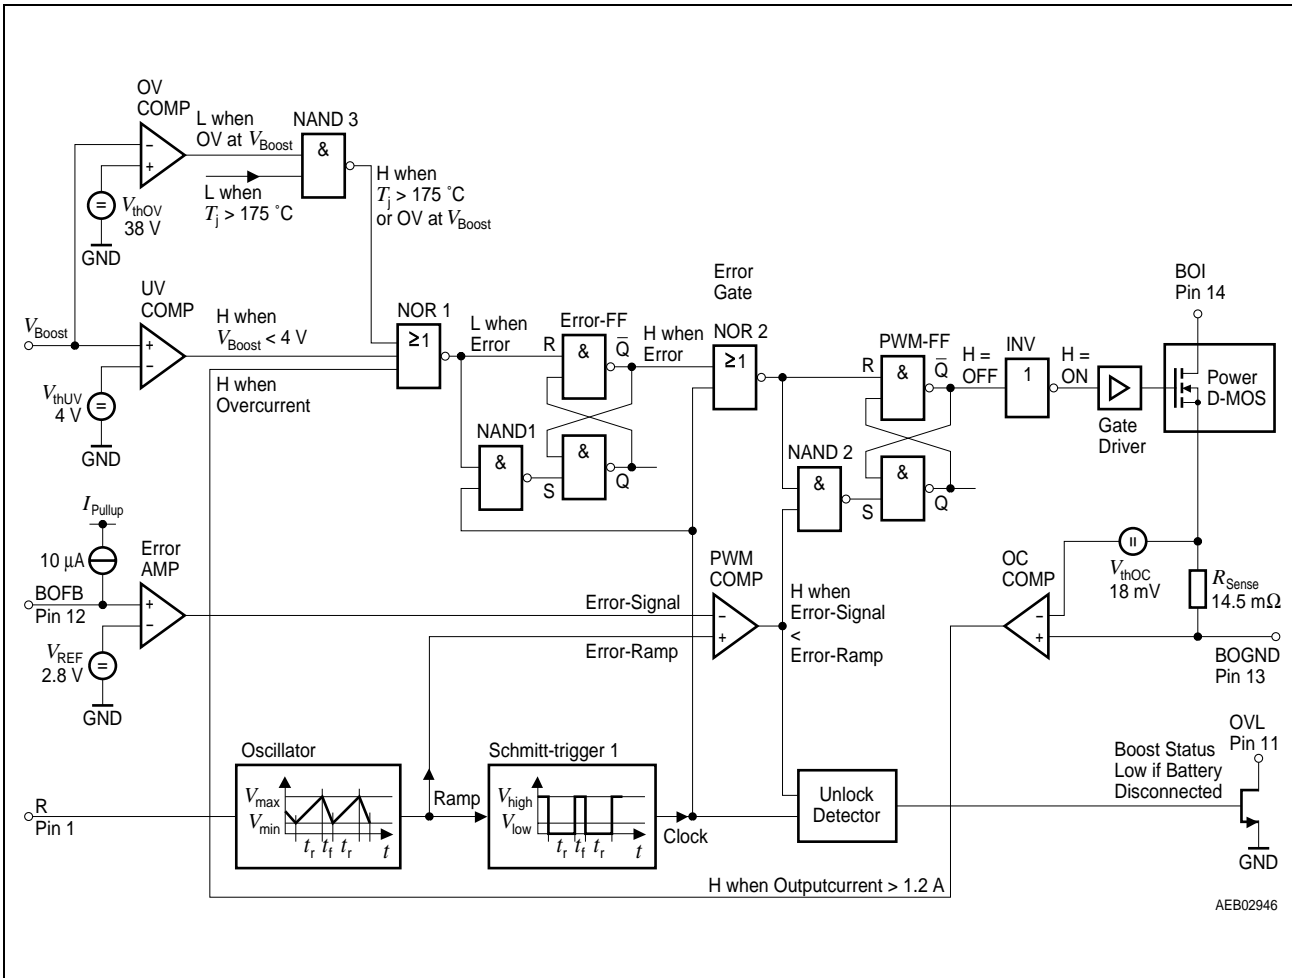 OV
COMP
L when
OV at VBoost
NAND 3
&
−
+
L when
Tj > 175 ˚C
H when
Tj > 175 ˚C
or OV at VBoost
=
VthOV
38 V
GND
UV
COMP
H when
VBoost < 4 V
NOR 1
≥1
L when
Error
Error-FF
R
&
Q
H when
Error
Error
Gate
NOR 2
≥1
PWM-FF
R
&
Q
H =
OFF
INV
1
H =
ON
Gate
Driver
BOI
Pin 14
Power
D-MOS
VBoost
+
−
H when
Overcurrent
=
VthUV
4 V
GND
NAND1
&
S
&
Q
NAND 2
&
S
&
Q
IPullup
10 µA
Error
AMP
BOFB
Pin 12
+
−
VREF
2.8 V
=
GND
Error-Signal
Error-Ramp
PWM
COMP
−
+
H when
Error-Signal
<
Error-Ramp
OC
COMP
−
+
=
VthOC
18 mV
RSense
14.5 mΩ
BOGND
Pin 13
Oscillator
Vmax
Vmin
tr
tf
tr
t
R
Pin 1
Ramp
Schmitt-trigger 1
Vhigh
Vlow
tr
tf
tr
t
Clock
Unlock
Detector
Boost Status
Low if Battery
Disconnected
OVL
Pin 11
GND
H when Outputcurrent > 1.2 A
AEB02946